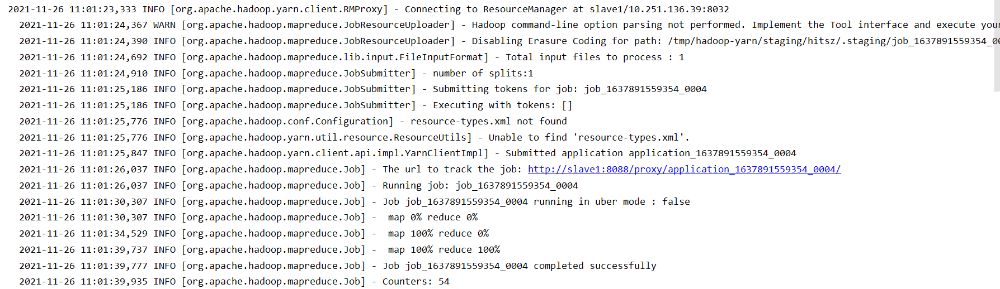 2021-11-26 11:01:23,333 INFO [org.apache.hadoop.yarn.client.RMProxy] - Connecting to ResourceManager at slave1/10.251.136.39:8032
2021-11-26 11:01:24,367 WARN [org.apache.hadoop.mapreduce.JobResourceUploader] - Hadoop command-line option parsing not performed. Implement the Tool interface and execute your
2021-11-26 11:01:24,390 INFO [org.apache.hadoop.mapreduce.JobResourceUploader] - Disabling Erasure Coding for path: /tmp/hadoop-yarn/staging/hitsz/.staging/job_1637891559354_00
2021-11-26 11:01:24,692 INFO [org.apache.hadoop.mapreduce.lib.input.FileInputFormat] - Total input files to process : 1
2021-11-26 11:01:24,910 INFO [org.apache.hadoop.mapreduce.JobSubmitter] - number of splits:1
2021-11-26 11:01:25,186 INFO [org.apache.hadoop.mapreduce.JobSubmitter] - Submitting tokens for job: job_1637891559354_0004
2021-11-26 11:01:25,186 INFO [org.apache.hadoop.mapreduce.JobSubmitter] - Executing with tokens: []
2021-11-26 11:01:25,776 INFO [org.apache.hadoop.conf.Configuration] - resource-types.xml not found
2021-11-26 11:01:25,776 INFO [org.apache.hadoop.yarn.util.resource.ResourceUtils] - Unable to find 'resource-types.xml'.
2021-11-26 11:01:25,847 INFO [org.apache.hadoop.yarn.client.api.impl.YarnClientImpl] - Submitted application application_1637891559354_0004
2021-11-26 11:01:26,037 INFO [org.apache.hadoop.mapreduce.Job] - The url to track the job: http://slave1:8088/proxy/application_1637891559354_0004/
2021-11-26 11:01:26,037 INFO [org.apache.hadoop.mapreduce.Job] - Running job: job_1637891559354_0004
2021-11-26 11:01:30,307 INFO [org.apache.hadoop.mapreduce.Job] - Job job_1637891559354_0004 running in uber mode : false
2021-11-26 11:01:30,307 INFO [org.apache.hadoop.mapreduce.Job] -  map 0% reduce 0%
2021-11-26 11:01:34,529 INFO [org.apache.hadoop.mapreduce.Job] -  map 100% reduce 0%
2021-11-26 11:01:39,737 INFO [org.apache.hadoop.mapreduce.Job] -  map 100% reduce 100%
2021-11-26 11:01:39,777 INFO [org.apache.hadoop.mapreduce.Job] - Job job_1637891559354_0004 completed successfully
2021-11-26 11:01:39,935 INFO [org.apache.hadoop.mapreduce.Job] - Counters: 54